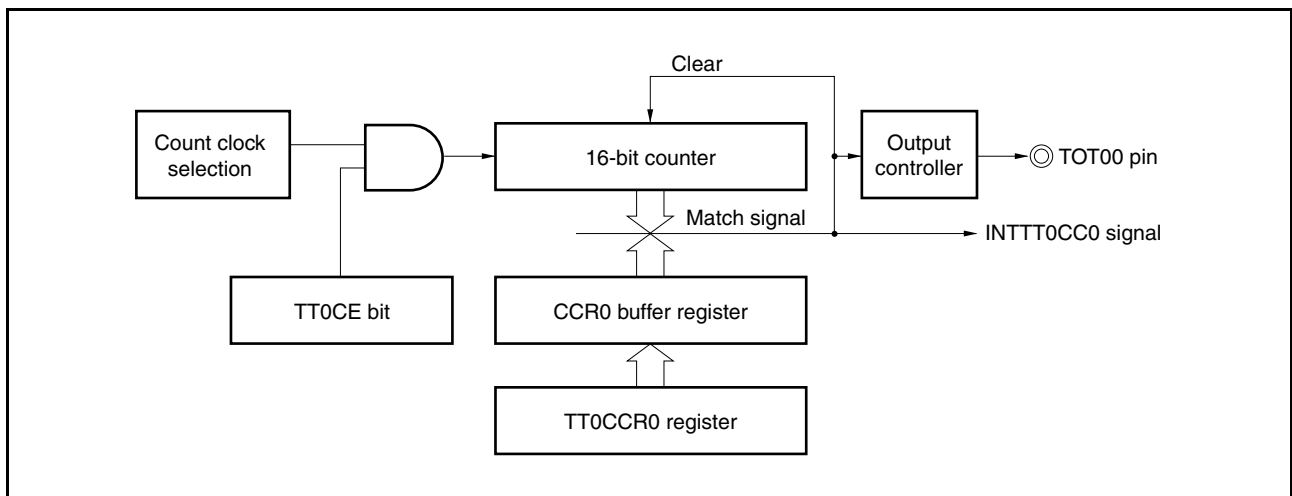 Clear
Count clock
selection
16-bit counter
Output
controller
TOT00 pin
Match signal
INTTT0CC0 signal
TT0CE bit
CCR0 buffer register
TT0CCR0 register